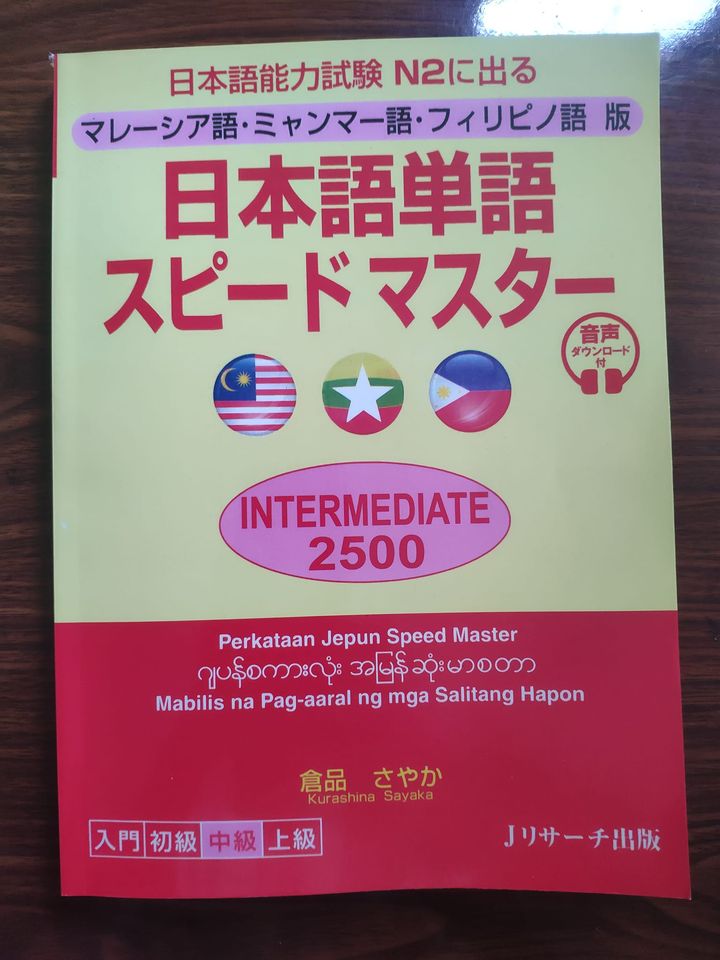 日本語能力試験 N2に出る
マレーシア語・ミャンマー語・フィリピノ語 版
日本語単語
スピードマスター
音声
ダウンロード
付
INTERMEDIATE
2500
Perkataan Jepun Speed Master
ဂျပန်စကားလုံး အမြန်ဆုံးမာစတာ
Mabilis na Pag-aaral ng mga Salitang Hapon
倉品 さやか
Kurashina Sayaka
入門 初級 中級 上級
Jリサーチ出版